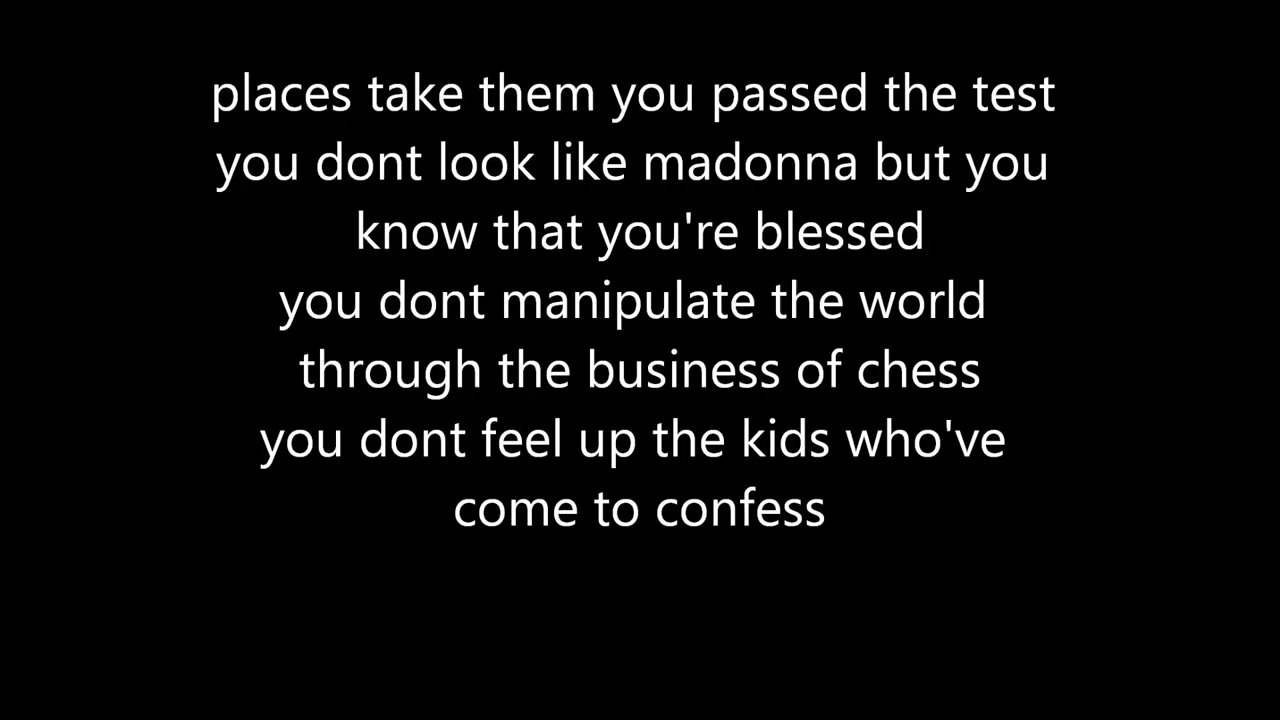 places take them you passed the test
you dont look like madonna but you
know that you're blessed
you dont manipulate the world
through the business of chess
you dont feel up the kids who've
come to confess